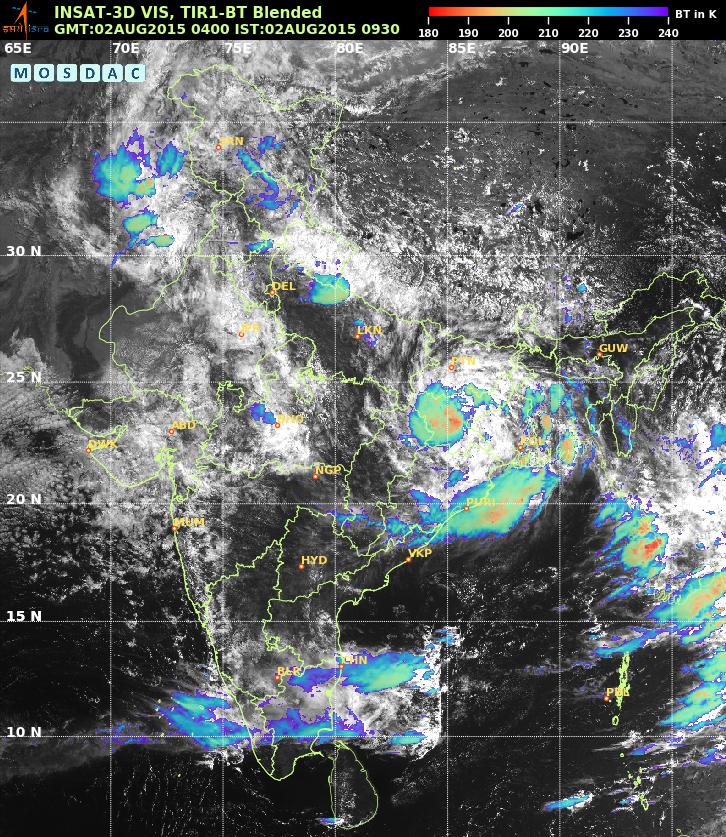 INSAT-3D VIS, TIR1-BT Blended
GMT:02AUG2015 0400 IST:02AUG2015 0930
BT in K
180 190 200 210 220 230 240
65E 70E 75E 80E 85E 90E
MOSDAC
SRN
30 N
DEL
JPR
LKN
GUW
PTN
25 N
ABD
BHO
DWK
KOL
NGP
20 N
PURI
MUM
HYD
VKP
15 N
CHN
BLR
PBL
10 N